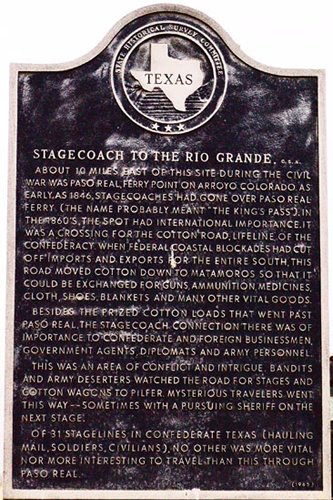 STATE HISTORICAL SURVEY COMMITTEE
TEXAS
STAGECOACH TO THE RIO GRANDE, C.S.A.
ABOUT 10 MILES EAST OF THIS SITE DURING THE CIVIL
WAR WAS PASO REAL, FERRY POINT ON ARROYO COLORADO. AS
EARLY, AS 1846, STAGECOACHES HAD GONE OVER PASO REAL
FERRY. (THE NAME PROBABLY MEANT "THE KING'S PASS"). IN
THE 1860'S, THE SPOT HAD INTERNATIONAL IMPORTANCE. IT
WAS A CROSSING FOR THE COTTON ROAD, LIFELINE OF THE
CONFEDERACY. WHEN FEDERAL COASTAL BLOCKADES HAD CUT
OFF IMPORTS AND EXPORTS FOR THE ENTIRE SOUTH, THIS
ROAD MOVED COTTON DOWN TO MATAMOROS SO THAT IT
COULD BE EXCHANGED FOR GUNS, AMMUNITION, MEDICINES,
CLOTH, SHOES, BLANKETS AND MANY OTHER VITAL GOODS.
BESIDES THE PRIZED COTTON LOADS THAT WENT PAST
PASO REAL, THE STAGECOACH CONNECTION THERE WAS OF
IMPORTANCE TO CONFEDERATE AND FOREIGN BUSINESSMEN,
GOVERNMENT AGENTS, DIPLOMATS AND ARMY PERSONNEL.
THIS WAS AN AREA OF CONFLICT AND INTRIGUE. BANDITS
AND ARMY DESERTERS WATCHED THE ROAD FOR STAGES AND
COTTON WAGONS TO PILFER. MYSTERIOUS TRAVELERS WENT
THIS WAY--SOMETIMES WITH A PURSUING SHERIFF ON THE
NEXT STAGE.
OF 31 STAGELINES IN CONFEDERATE TEXAS (HAULING
MAIL, SOLDIERS, CIVILIANS), NO OTHER WAS MORE VITAL
NOR MORE INTERESTING TO TRAVEL THAN THIS THROUGH
PASO REAL.
(1965)